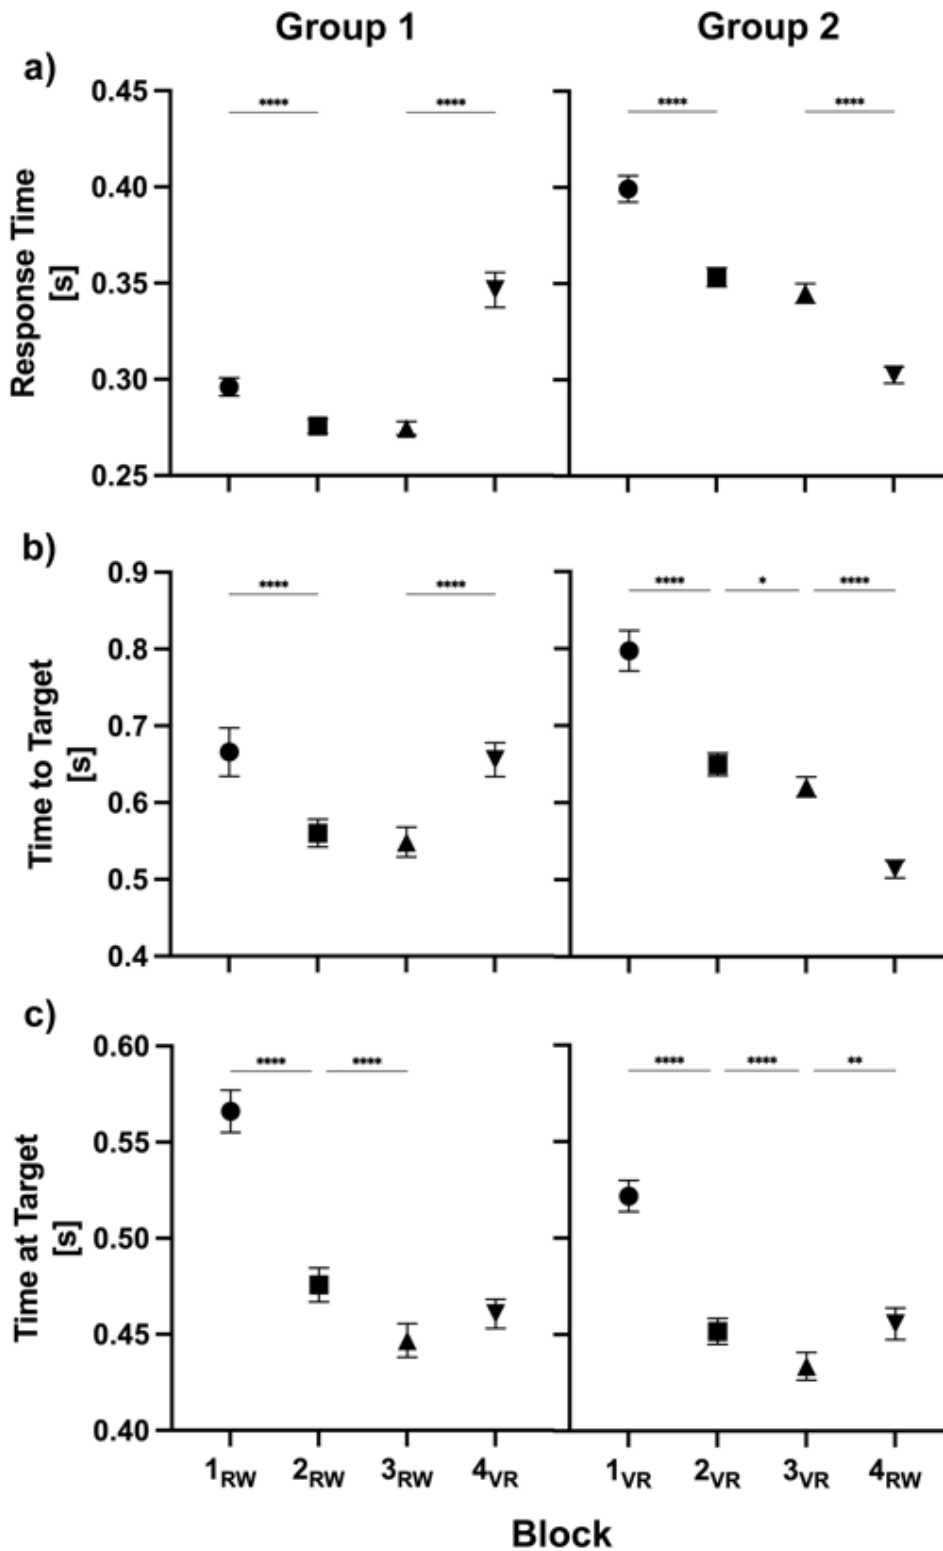 Group 1 Group 2
a)
Response Time
[s]
0.45
0.40
0.35
0.30
0.25
**** **** **** ****
b)
Time to Target
[s]
0.9
0.8
0.7
0.6
0.5
0.4
**** **** **** * ****
c)
Time at Target
[s]
0.60
0.55
0.50
0.45
0.40
**** **** **** **** **
1RW 2RW 3RW 4VR 1VR 2VR 3VR 4RW
Block